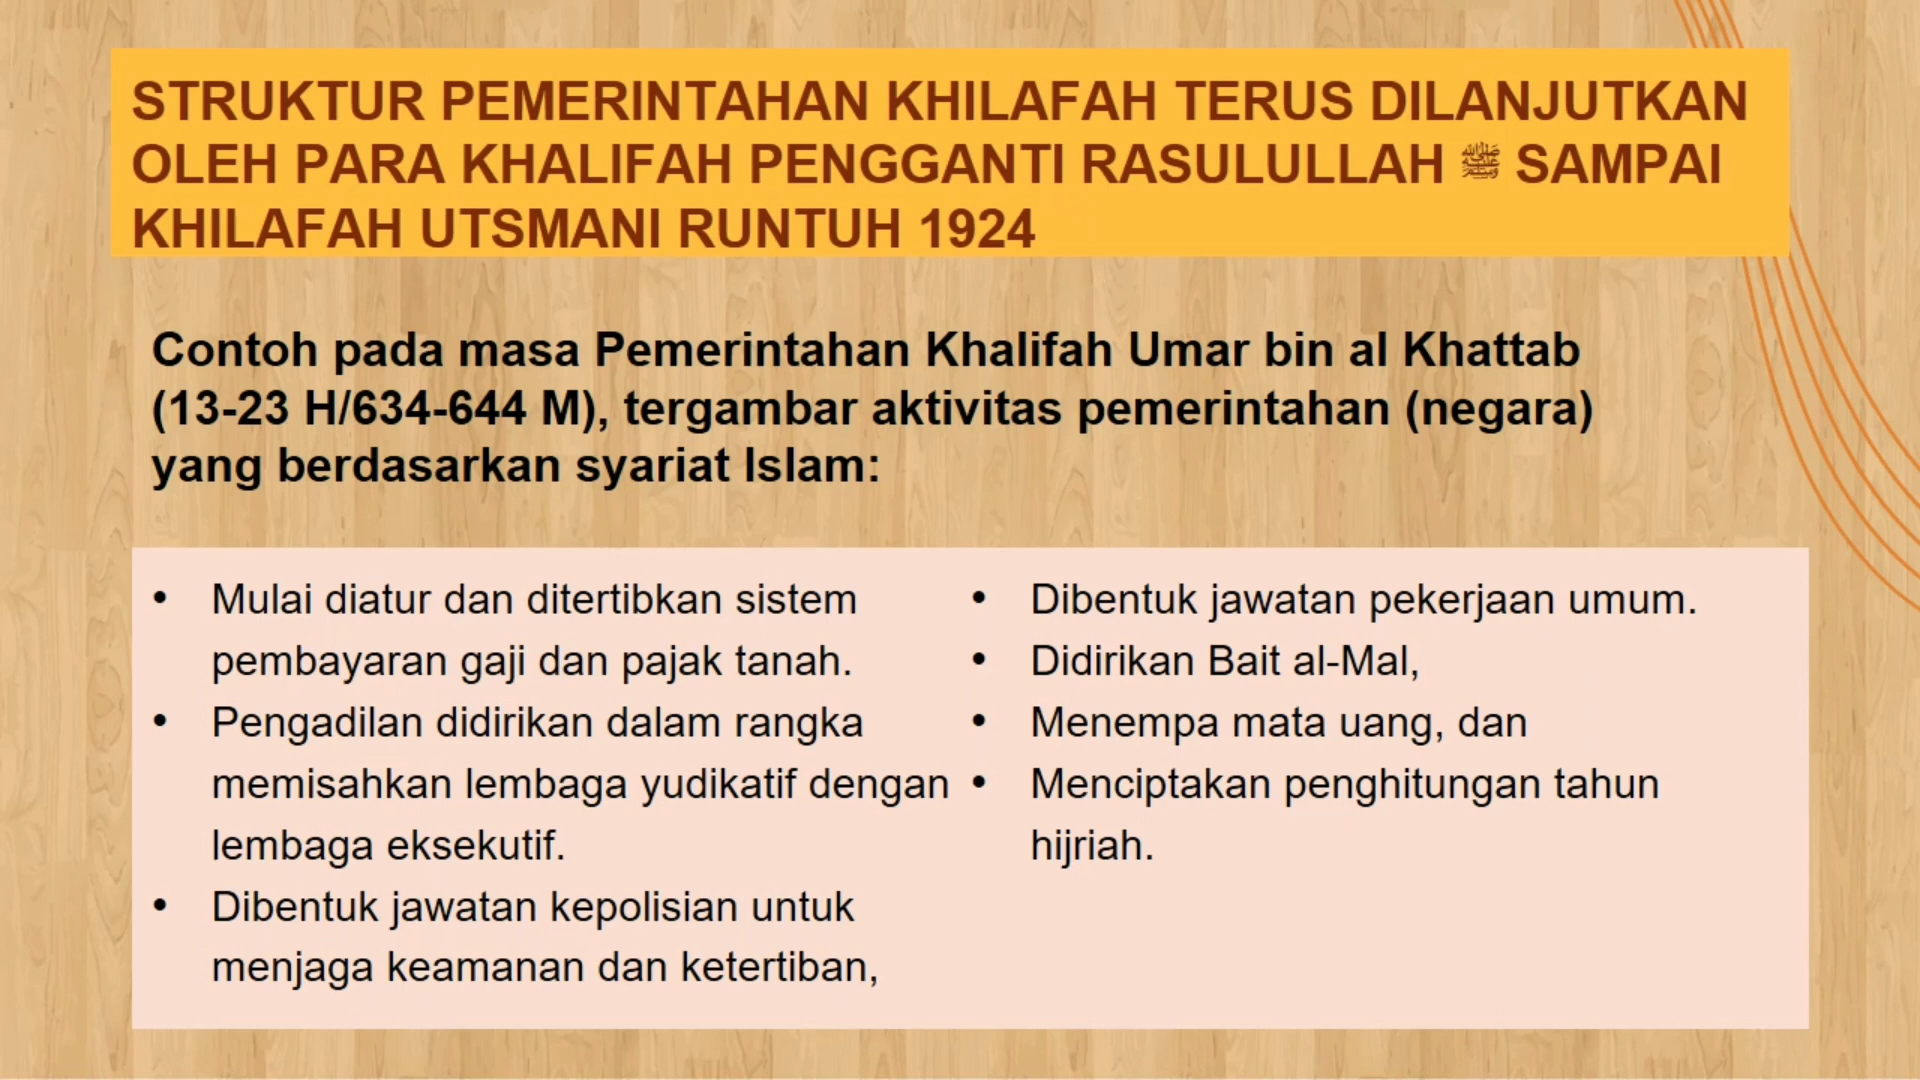 STRUKTUR PEMERINTAHAN KHILAFAH TERUS DILANJUTKAN
OLEH PARA KHALIFAH PENGGANTI RASULULLAH ﷺ SAMPAI
KHILAFAH UTSMANI RUNTUH 1924
Contoh pada masa Pemerintahan Khalifah Umar bin al Khattab
(13-23 H/634-644 M), tergambar aktivitas pemerintahan (negara)
yang berdasarkan syariat Islam:
• Mulai diatur dan ditertibkan sistem
pembayaran gaji dan pajak tanah.
• Pengadilan didirikan dalam rangka
memisahkan lembaga yudikatif dengan
lembaga eksekutif.
• Dibentuk jawatan kepolisian untuk
menjaga keamanan dan ketertiban,
• Dibentuk jawatan pekerjaan umum.
• Didirikan Bait al-Mal,
• Menempa mata uang, dan
• Menciptakan penghitungan tahun
hijriah.